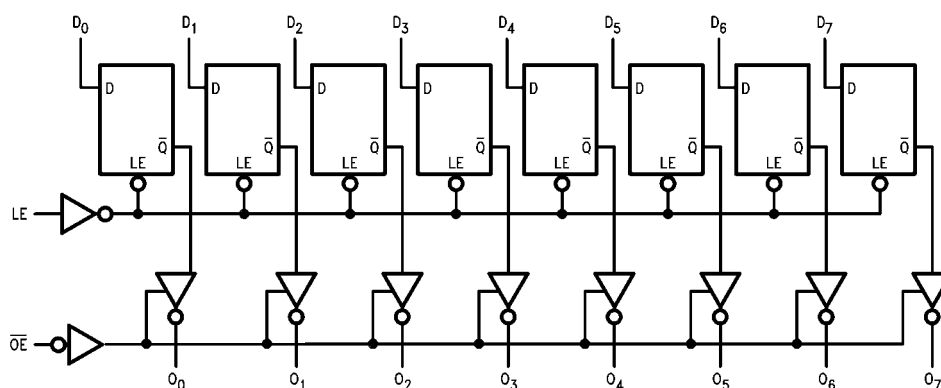 D₀ D₁ D₂ D₃ D₄ D₅ D₆ D₇
D D D D D D D D
Q̅ Q̅ Q̅ Q̅ Q̅ Q̅ Q̅ Q̅
LE LE LE LE LE LE LE LE
LE
O̅E̅
O₀ O₁ O₂ O₃ O₄ O₅ O₆ O₇